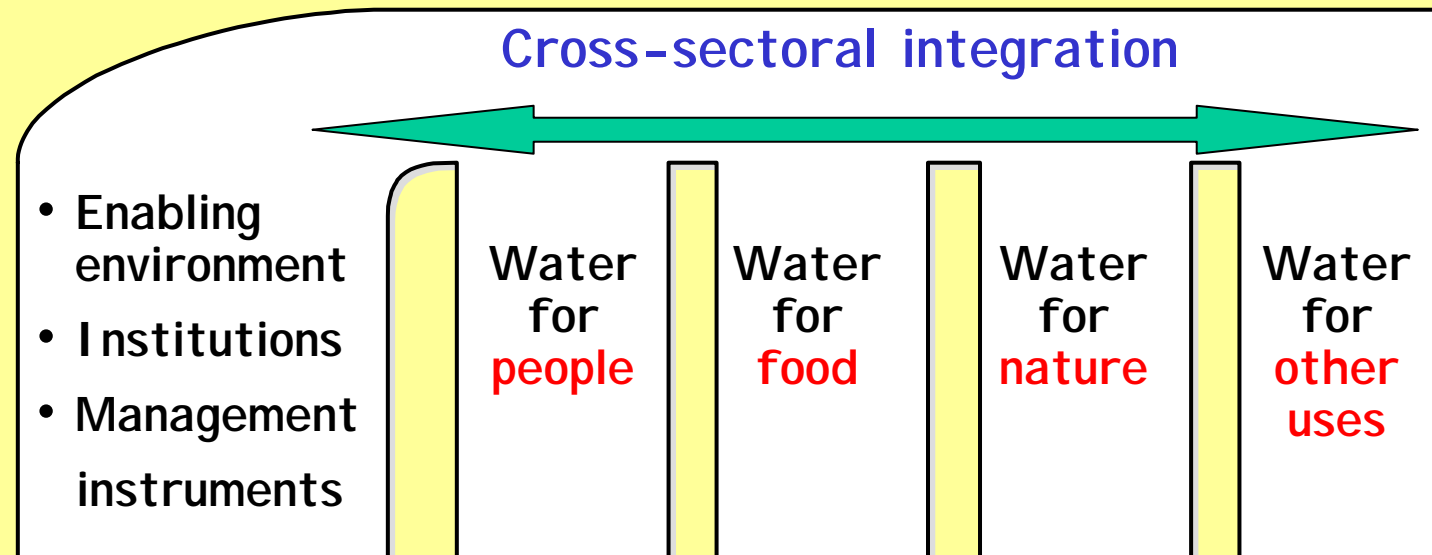 Cross-sectoral integration
• Enabling
environment
• Institutions
• Management
instruments
Water
for
people
Water
for
food
Water
for
nature
Water
for
other
uses